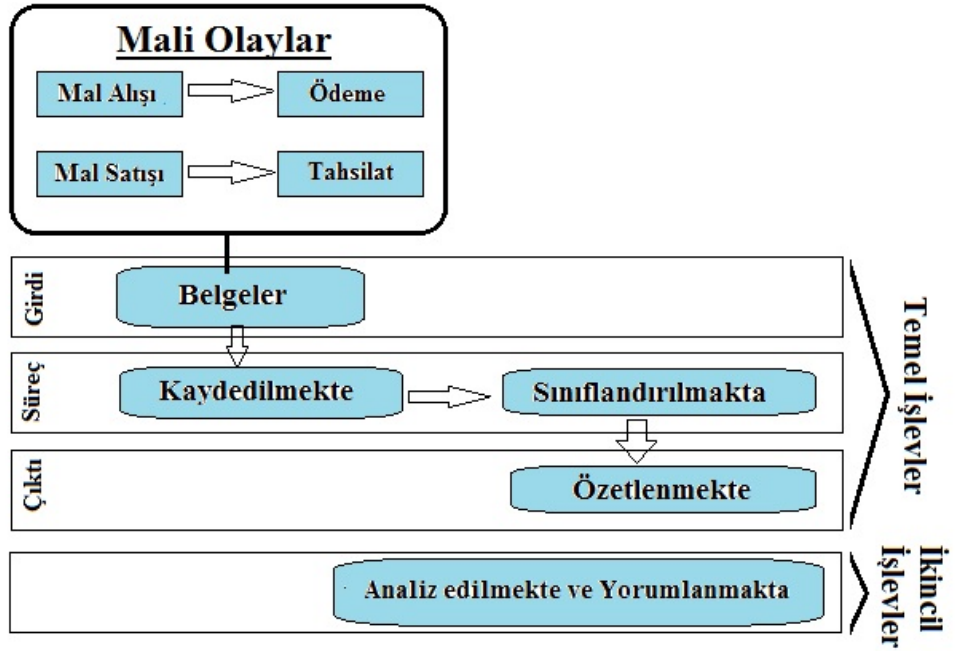 Mali Olaylar
Mal Alışı
Ödeme
Mal Satışı
Tahsilat
Girdi
Belgeler
Süreç
Kaydedilmekte
Sınıflandırılmakta
Çıktı
Özetlenmekte
Temel İşlevler
Analiz edilmekte ve Yorumlanmakta
İkincil
İşlevler